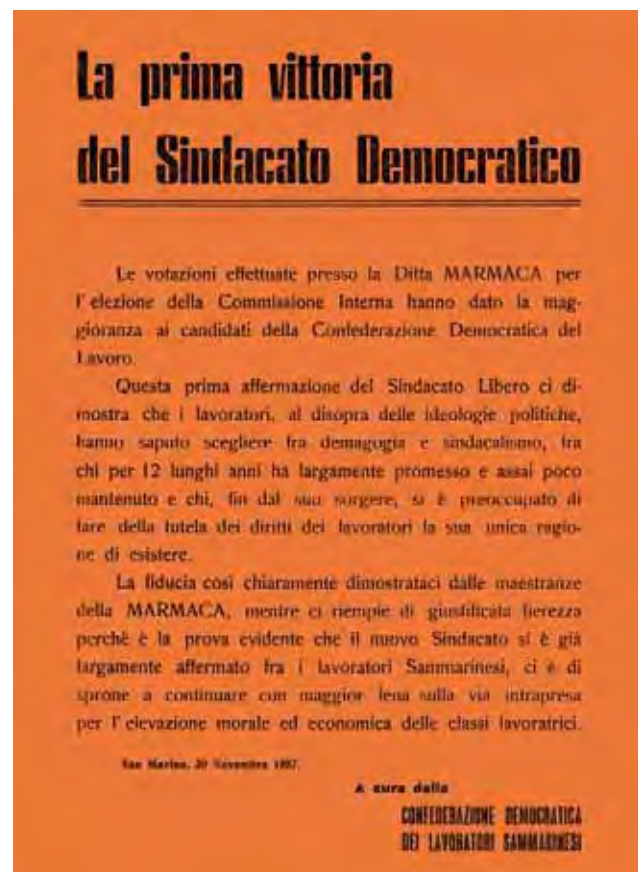 La prima vittoria
del Sindacato Democratico
Le votazioni effettuate presso la Ditta MARMACA per
l'elezione della Commissione Interna hanno dato la mag-
gioranza ai candidati della Confederazione Democratica del
Lavoro.
Questa prima affermazione del Sindacato Libero ci di-
mostra che i lavoratori, al disopra delle ideologie politiche,
hanno saputo scegliere fra demagogia e sindacalismo, fra
chi per 12 lunghi anni ha largamente promesso e assai poco
mantenuto e chi, fin dal suo sorgere, si è preoccupato di
fare della tutela dei diritti dei lavoratori la sua unica ragio-
ne di esistere.
La fiducia così chiaramente dimostrataci dalle maestranze
della MARMACA, mentre ci riempie di giustificata fierezza
perchè è la prova evidente che il nuovo Sindacato si è già
largamente affermato fra i lavoratori Sanmarinesi, ci è di
sprone a continuare con maggior lena sulla via intrapresa
per l'elevazione morale ed economica delle classi lavoratrici.
San Marino, 20 Novembre 1957.
A cura della
CONFEDERAZIONE DEMOCRATICA
DEI LAVORATORI SAMMARINESI